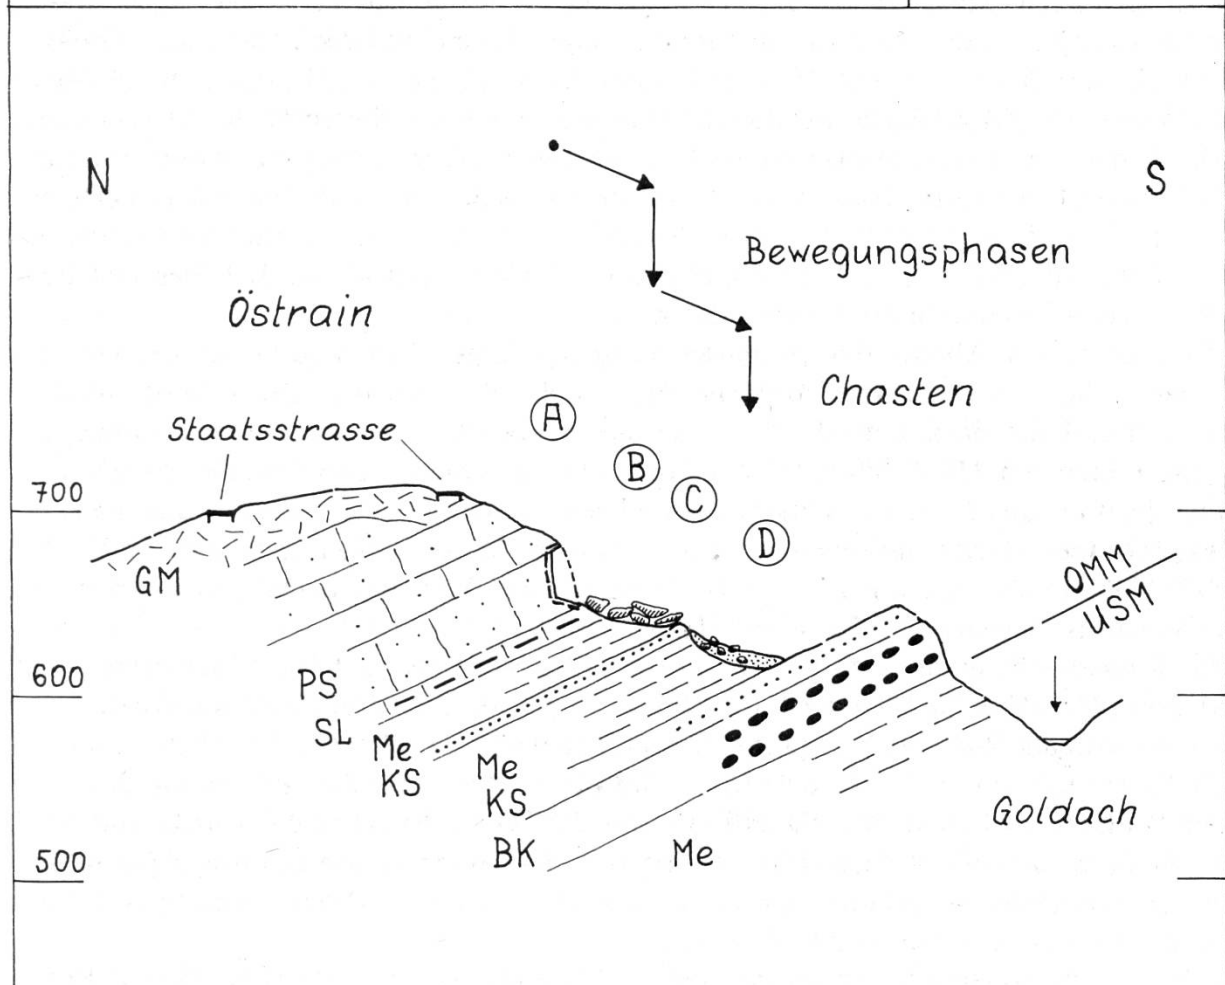 N
S
Bewegungsphasen
Östrain
Chasten
Staatsstrasse
A
B
C
D
700
OMM
USM
GM
600
PS
SL
Me
KS
Me
KS
BK
Me
Goldach
500